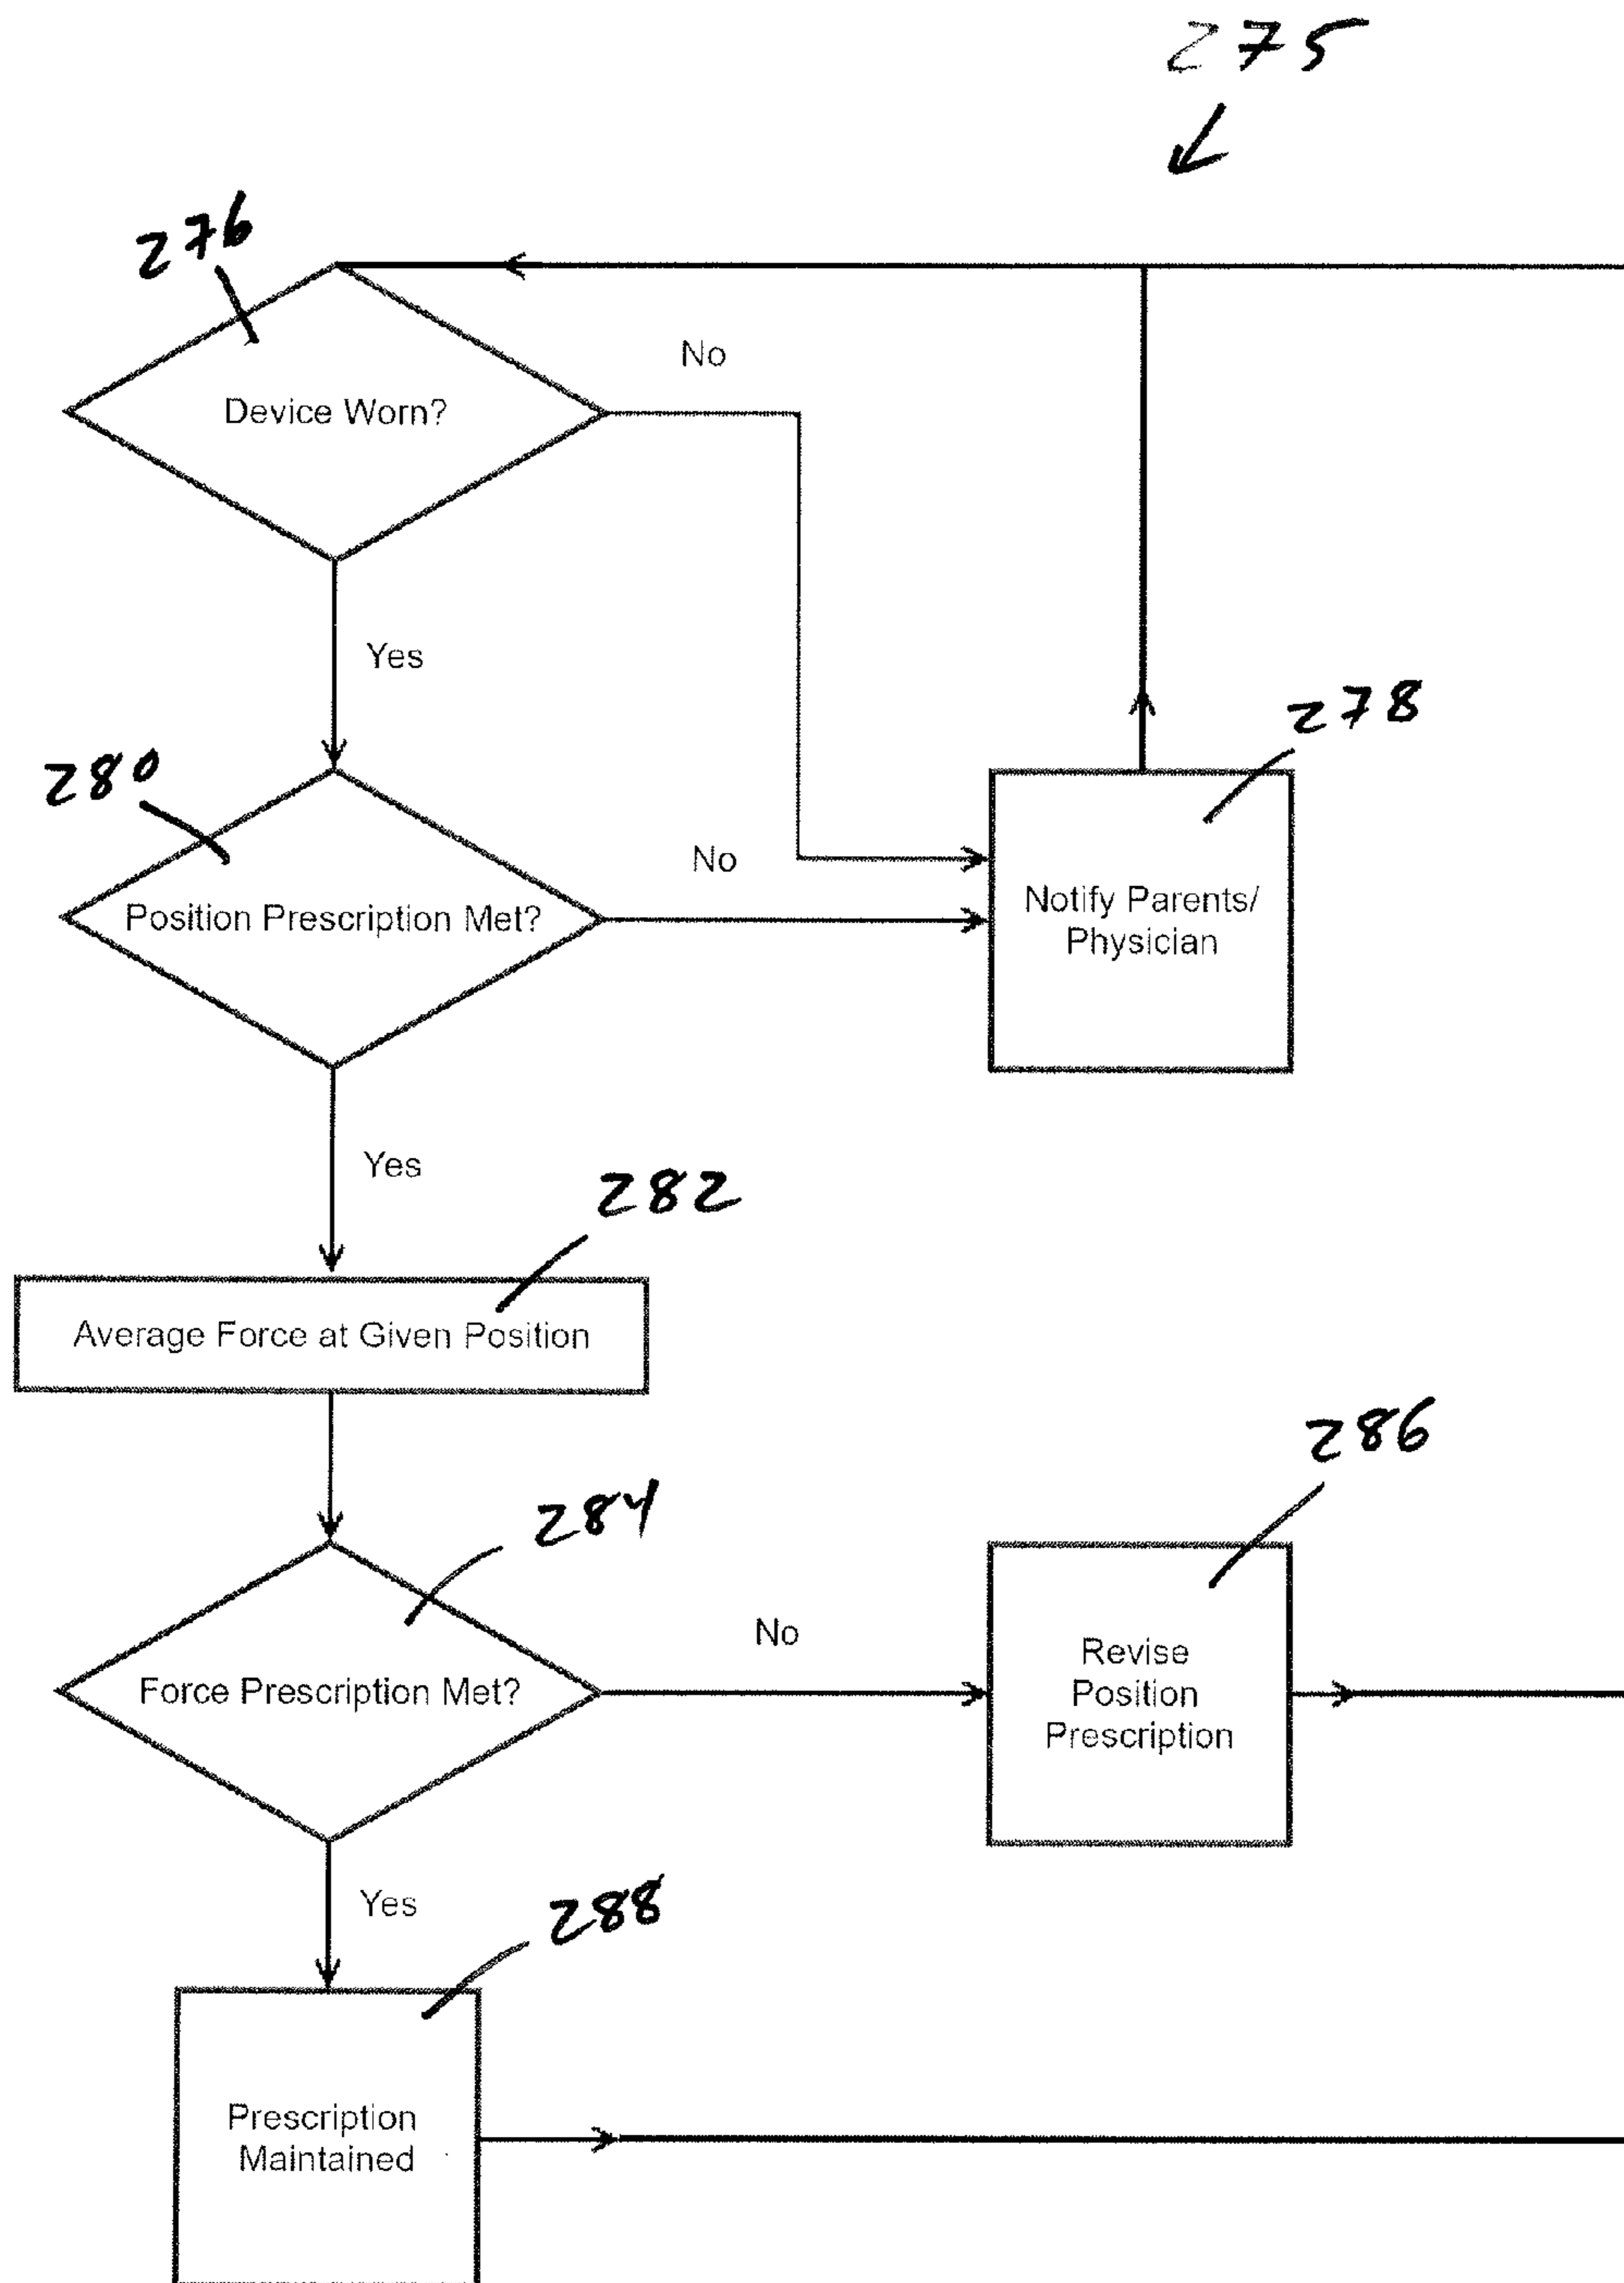 275
276
No
Device Worn?
Yes
278
280
No
Notify Parents/
Physician
Position Prescription Met?
Yes
282
Average Force at Given Position
286
284
No
Revise
Position
Prescription
Force Prescription Met?
Yes
288
Prescription
Maintained